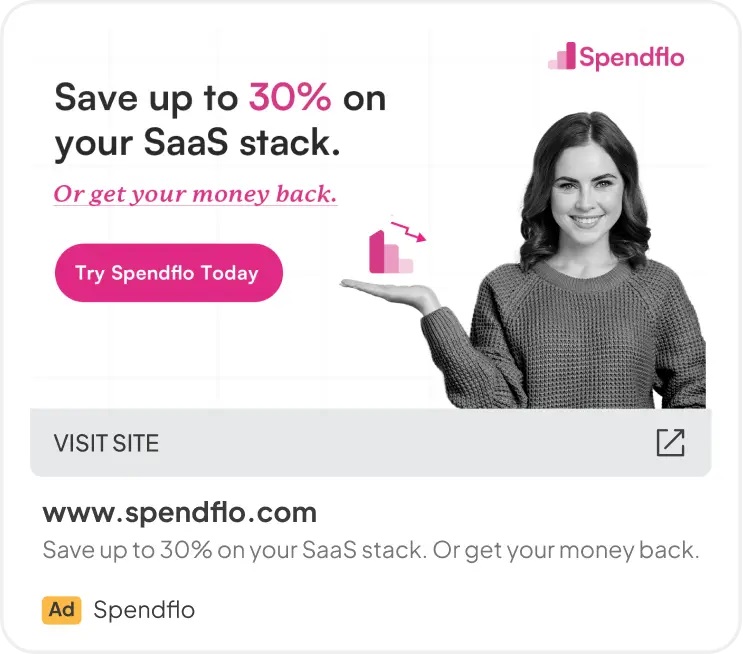 Spendflo
Save up to 30% on
your SaaS stack.
Or get your money back.
Try Spendflo Today
VISIT SITE
www.spendflo.com
Save up to 30% on your SaaS stack. Or get your money back.
Ad Spendflo